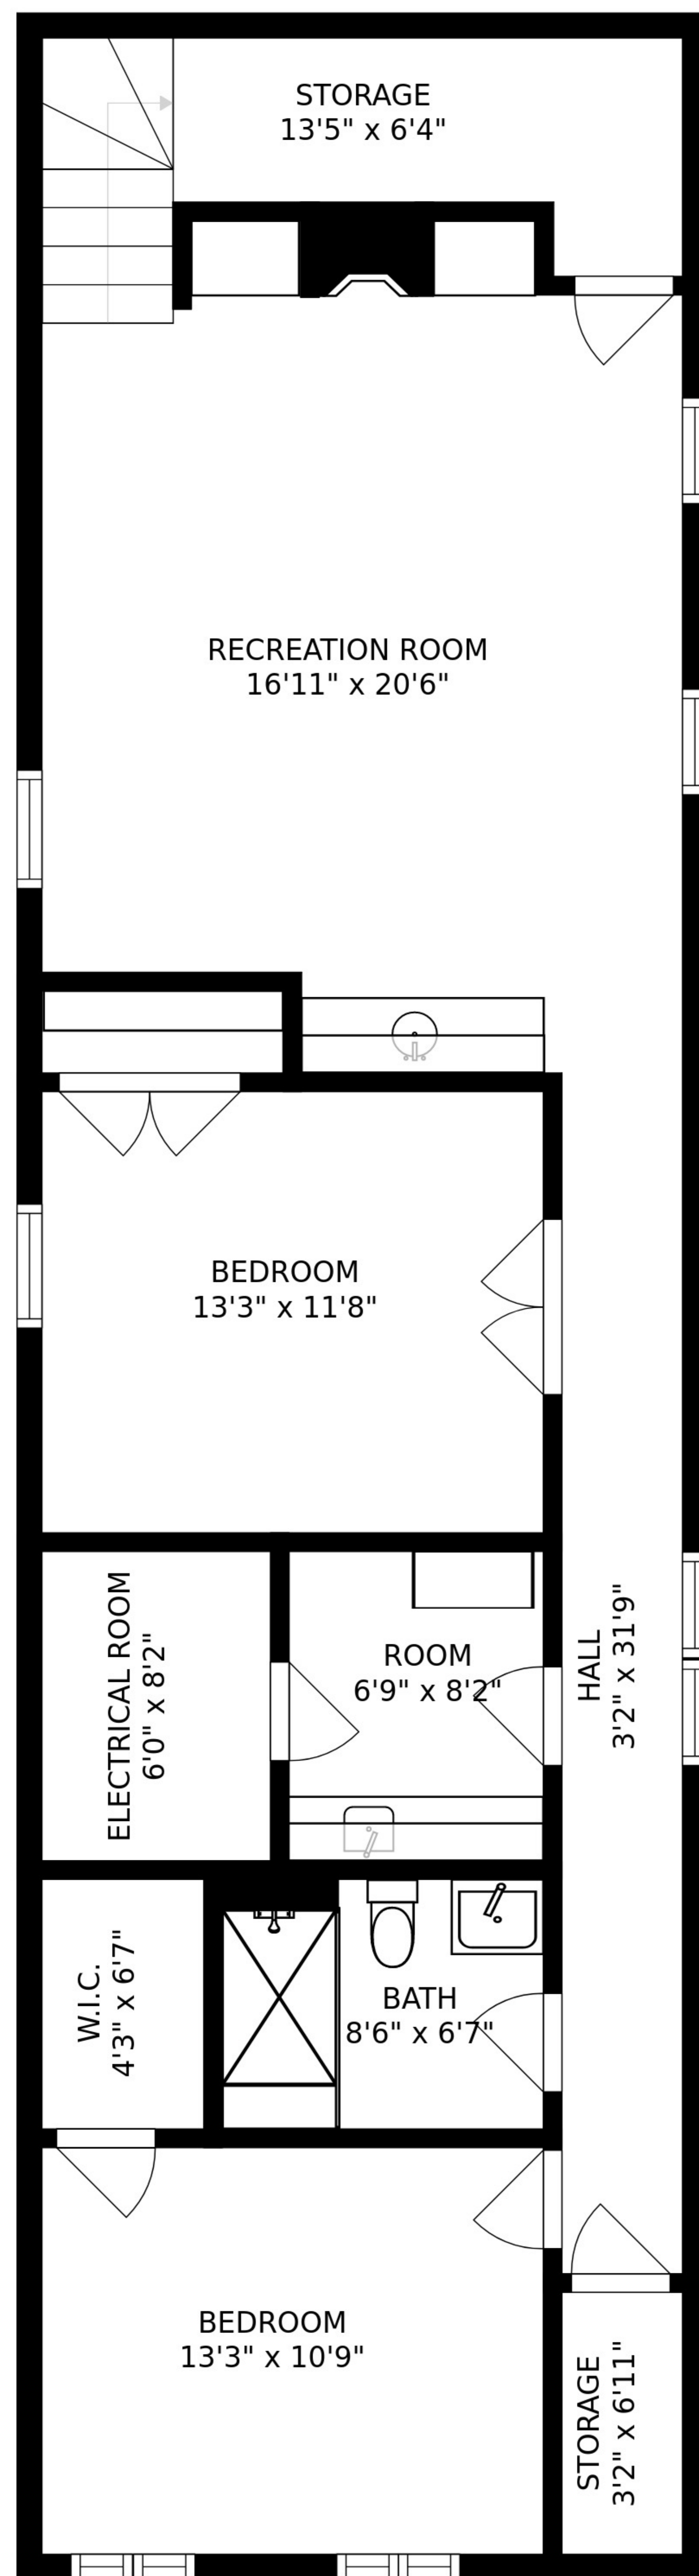 STORAGE
13'5" x 6'4"
RECREATION ROOM
16'11" x 20'6"
BEDROOM
13'3" x 11'8"
ELECTRICAL ROOM
6'0" x 8'2"
ROOM
6'9" x 8'2"
HALL
3'2" x 31'9"
W.I.C.
4'3" x 6'7"
BATH
8'6" x 6'7"
BEDROOM
13'3" x 10'9"
STORAGE
3'2" x 6'11"